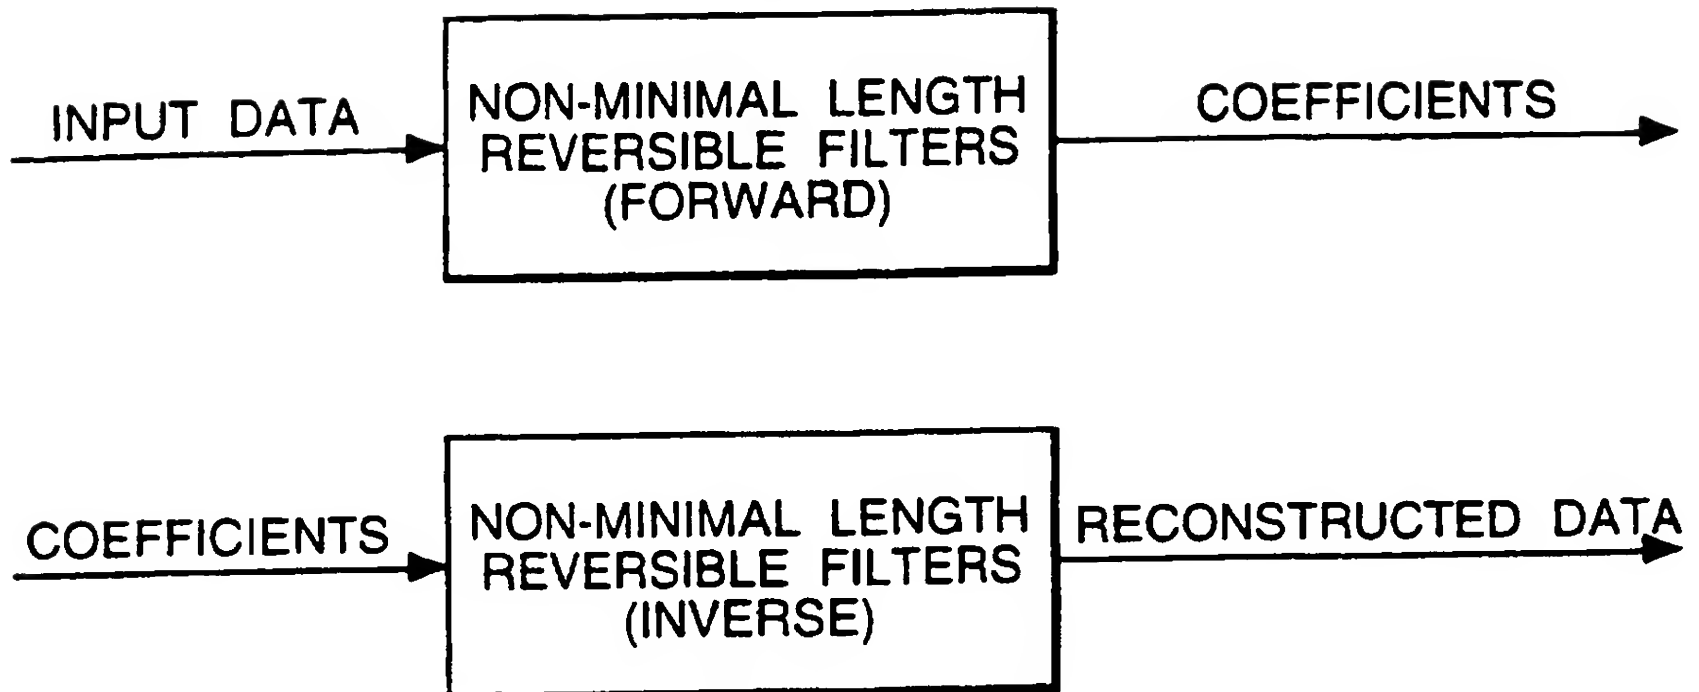 INPUT DATA
NON-MINIMAL LENGTH
REVERSIBLE FILTERS
(FORWARD)
COEFFICIENTS
COEFFICIENTS
NON-MINIMAL LENGTH
REVERSIBLE FILTERS
(INVERSE)
RECONSTRUCTED DATA